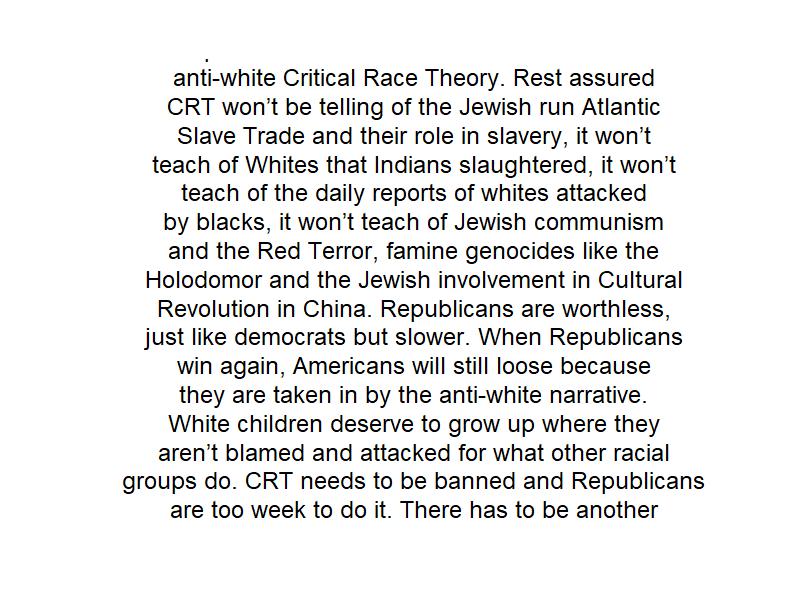 anti-white Critical Race Theory. Rest assured
CRT won't be telling of the Jewish run Atlantic
Slave Trade and their role in slavery, it won't
teach of Whites that Indians slaughtered, it won't
teach of the daily reports of whites attacked
by blacks, it won't teach of Jewish communism
and the Red Terror, famine genocides like the
Holodomor and the Jewish involvement in Cultural
Revolution in China. Republicans are worthless,
just like democrats but slower. When Republicans
win again, Americans will still loose because
they are taken in by the anti-white narrative.
White children deserve to grow up where they
aren't blamed and attacked for what other racial
groups do. CRT needs to be banned and Republicans
are too week to do it. There has to be another